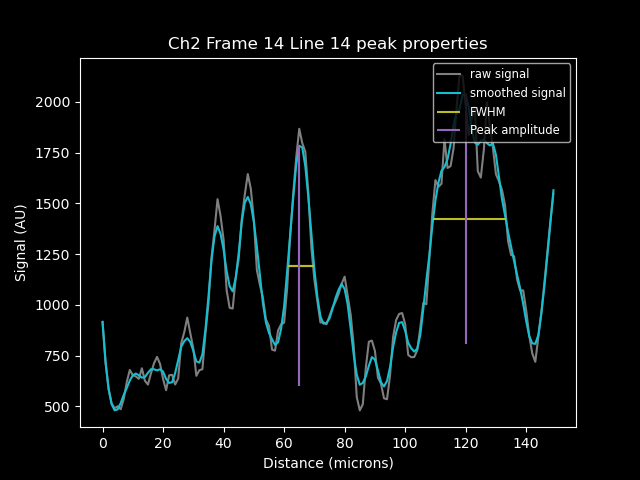 Ch2 Frame 14 Line 14 peak properties
raw signal
smoothed signal
FWHM
Peak amplitude
Signal (AU)
2000
1750
1500
1250
1000
750
500
0 20 40 60 80 100 120 140
Distance (microns)